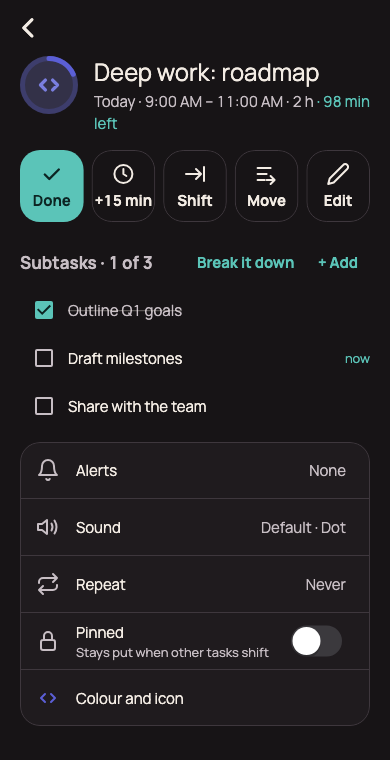 Deep work: roadmap
Today · 9:00 AM – 11:00 AM · 2 h · 98 min
left
Done
+15 min
Shift
Move
Edit
Subtasks · 1 of 3
Break it down
+ Add
Outline Q1 goals
Draft milestones
now
Share with the team
Alerts
None
Sound
Default · Dot
Repeat
Never
Pinned
Stays put when other tasks shift
Colour and icon